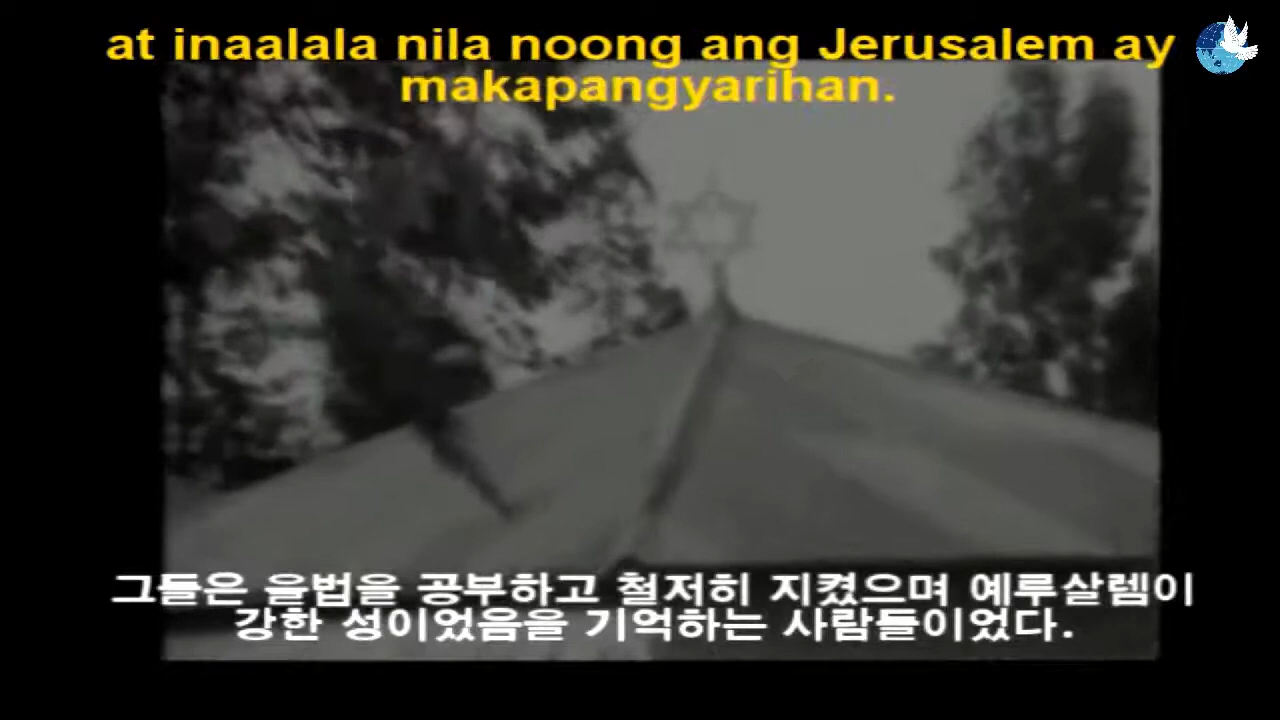 at inaalala nila noong ang Jerusalem ay
makapangyarihan.
그들은 율법을 공부하고 철저히 지켰으며 예루살렘이
강한 성이었음을 기억하는 사람들이었다.